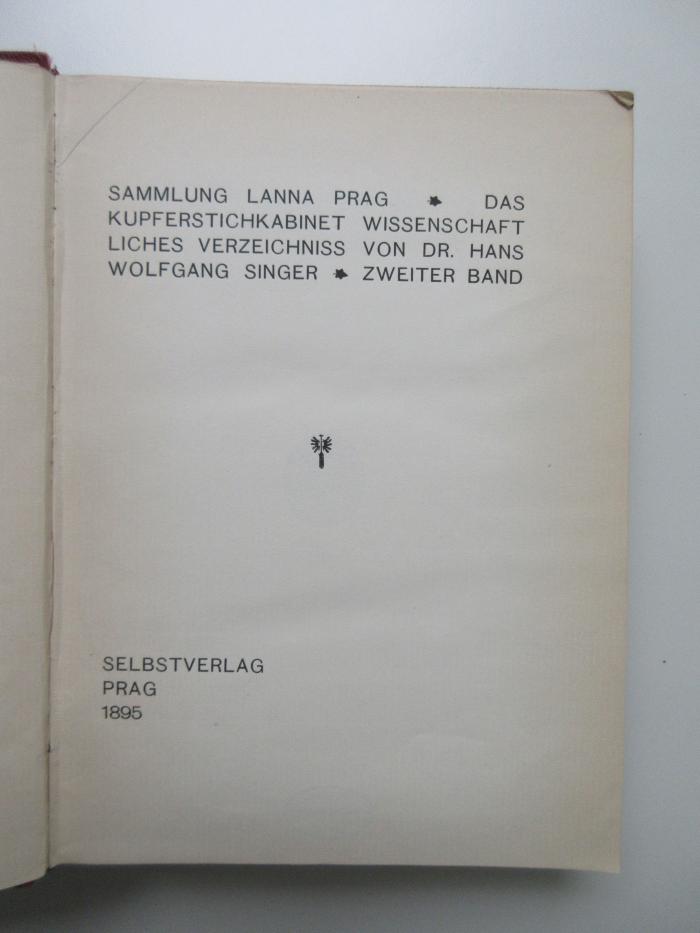 SAMMLUNG LANNA PRAG * DAS
KUPFERSTICHKABINET WISSENSCHAFT
LICHES VERZEICHNISS VON DR. HANS
WOLFGANG SINGER * ZWEITER BAND
SELBSTVERLAG
PRAG
1895